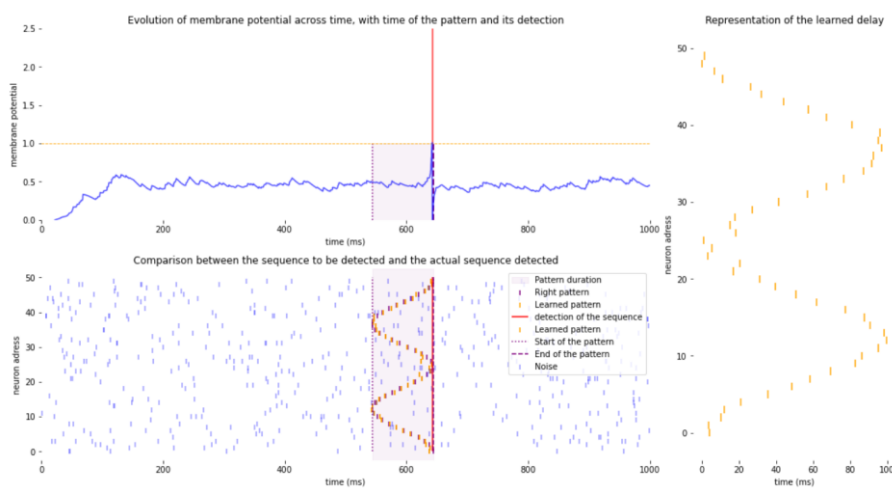 Evolution of membrane potential across time, with time of the pattern and its detection
2.5
2.0
1.5
1.0
0.5
0.0
membrane potential
0
200
400
600
800
1000
time (ms)
Comparison between the sequence to be detected and the actual sequence detected
50
40
30
20
10
0
neuron adress
Pattern duration
Right pattern
Learned pattern
detection of the sequence
Learned pattern
Start of the pattern
End of the pattern
Noise
0
200
400
600
800
1000
time (ms)
Representation of the learned delay
50
40
30
20
10
0
neuron adress
0
20
40
60
80
100
time (ms)